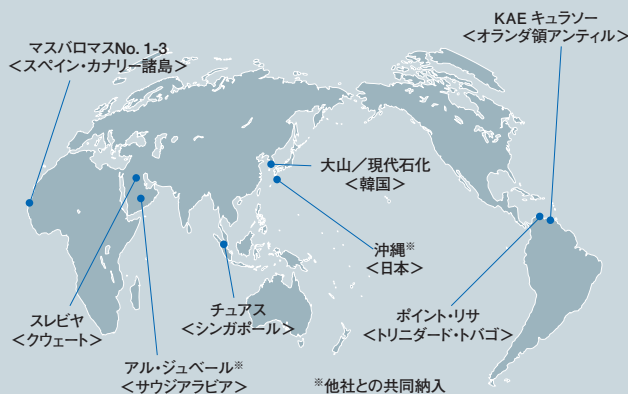 マスパロマスNo. 1-3
<スペイン・カナリー諸島>
KAE キュラソー
<オランダ領アンティル>
大山／現代石化
<韓国>
沖縄※
<日本>
スレビヤ
<クウェート>
アル・ジュベール※
<サウジアラビア>
チュアス
<シンガポール>
ポイント・リサ
<トリニダード・トバゴ>
※他社との共同納入